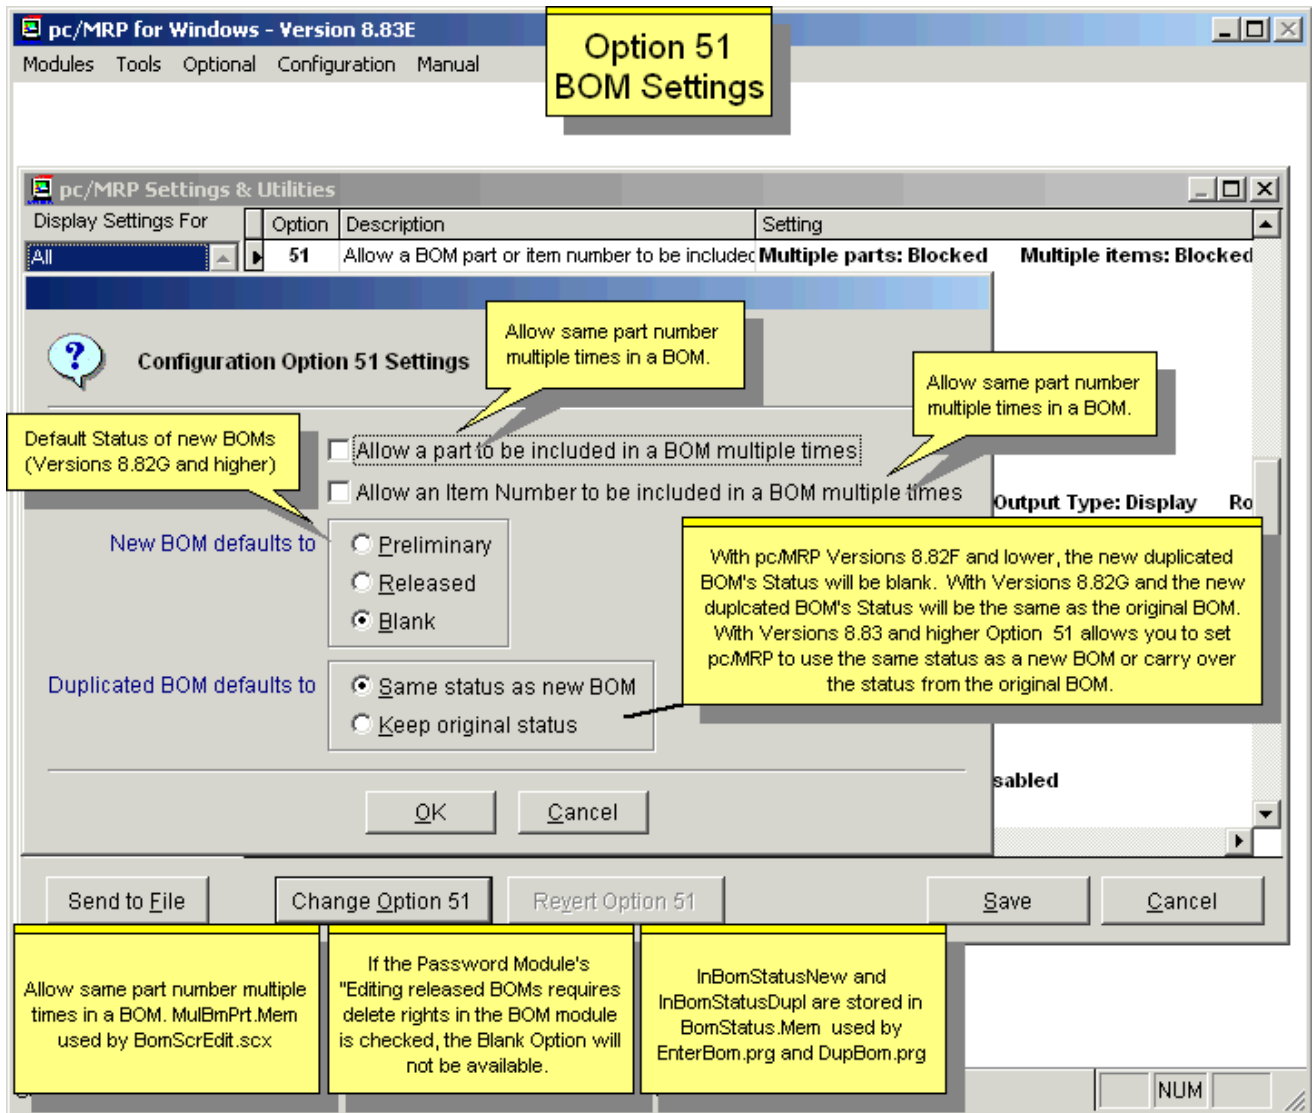 pc/MRP for Windows - Version 8.83E
Option 51
BOM Settings
Modules Tools Optional Configuration Manual
pc/MRP Settings & Utilities
Display Settings For
Option Description Setting
All
51 Allow a BOM part or item number to be included Multiple parts: Blocked Multiple items: Blocked
Configuration Option 51 Settings
Allow same part number
multiple times in a BOM.
Allow same part number
multiple times in a BOM.
Default Status of new BOMs
(Versions 8.82G and higher)
Allow a part to be included in a BOM multiple times
Allow an Item Number to be included in a BOM multiple times
Output Type: Display Ro
New BOM defaults to
Preliminary
Released
Blank
With pc/MRP Versions 8.82F and lower, the new duplicated
BOM's Status will be blank. With Versions 8.82G and the new
duplcated BOM's Status will be the same as the original BOM.
With Versions 8.83 and higher Option 51 allows you to set
pc/MRP to use the same status as a new BOM or carry over
the status from the original BOM.
Duplicated BOM defaults to
Same status as new BOM
Keep original status
sabled
OK Cancel
Send to File Change Option 51 Revert Option 51 Save Cancel
Allow same part number multiple
times in a BOM. MulBmPrt.Mem
used by BomScrEdit.scx
If the Password Module's
"Editing released BOMs requires
delete rights in the BOM module
is checked, the Blank Option will
not be available.
InBomStatusNew and
InBomStatusDupl are stored in
BomStatus.Mem used by
EnterBom.prg and DupBom.prg
NUM